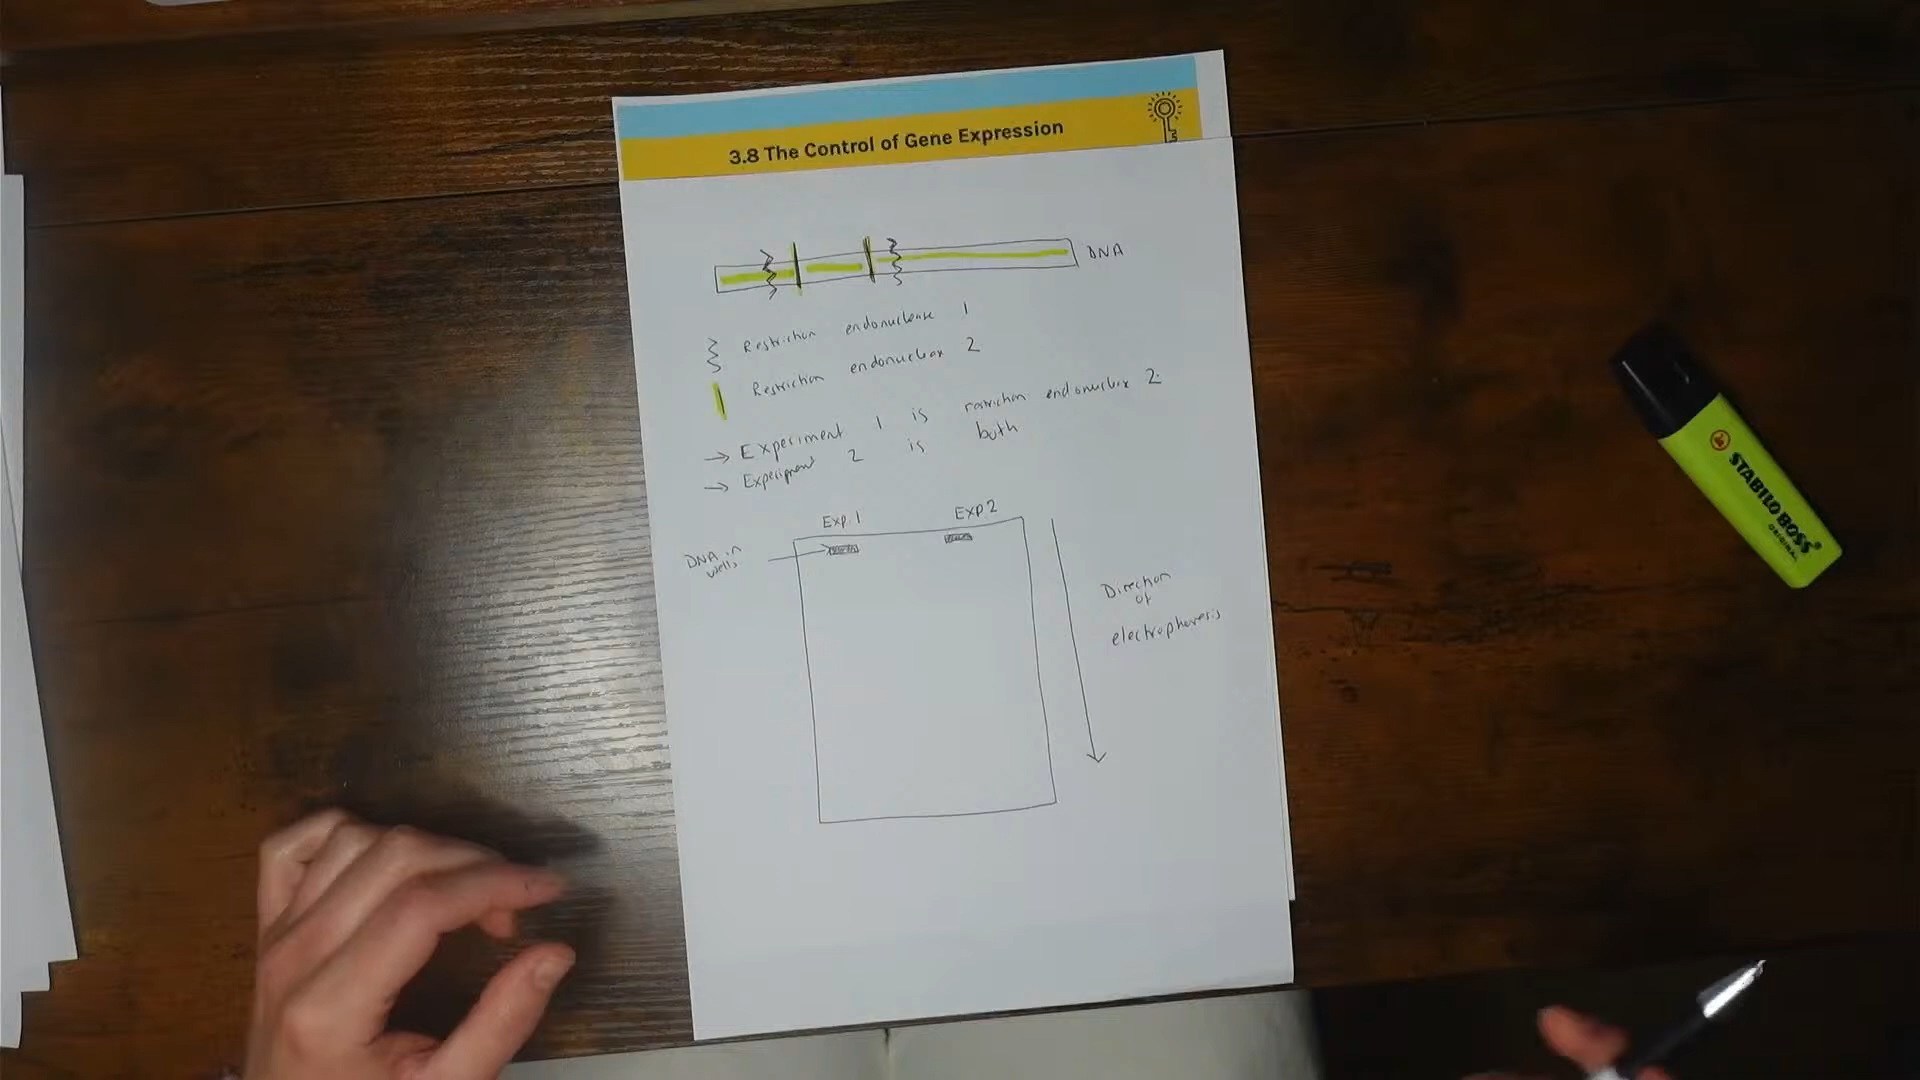 3.8 The Control of Gene Expression
DNA
Restriction endonuclease 1
Restriction endonuclease 2
→ Experiment 1 is restriction endonuclease 2.
→ Experiment 2 is both
Exp. 1
Exp 2
DNA in
wells
Direction
of
electrophoresis
STABILO BOSS
ORIGINAL